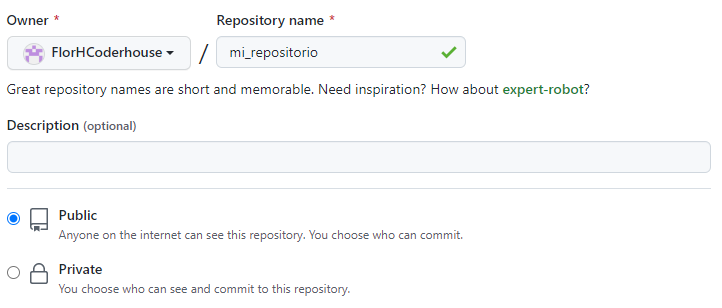 Owner * Repository name *
FlorHCoderhouse / mi_repositorio
Great repository names are short and memorable. Need inspiration? How about expert-robot?
Description (optional)
Public
Anyone on the internet can see this repository. You choose who can commit.
Private
You choose who can see and commit to this repository.